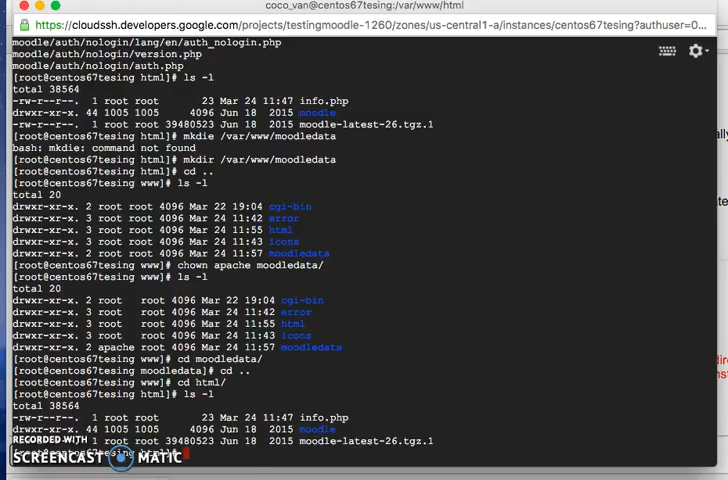 coco_van@centos67tesing:/var/www/html
https://cloudssh.developers.google.com/projects/testingmoodle-1260/zones/us-central1-a/instances/centos67tesing?authuser=0...
moodle/auth/nologin/lang/en/auth_nologin.php
moodle/auth/nologin/version.php
moodle/auth/nologin/auth.php
[root@centos67tesing html]# ls -l
total 38564
-rw-r--r--. 1 root root 23 Mar 24 11:47 info.php
drwxr-xr-x. 44 1005 1005 4096 Jun 18 2015 moodle
-rw-r--r--. 1 root root 39480523 Jun 18 2015 moodle-latest-26.tgz.1
[root@centos67tesing html]# mkdie /var/www/moodledata
bash: mkdie: command not found
[root@centos67tesing html]# mkdir /var/www/moodledata
[root@centos67tesing html]# cd ..
[root@centos67tesing www]# ls -l
total 20
drwxr-xr-x. 2 root root 4096 Mar 22 19:04 cgi-bin
drwxr-xr-x. 3 root root 4096 Mar 24 11:42 error
drwxr-xr-x. 3 root root 4096 Mar 24 11:55 html
drwxr-xr-x. 3 root root 4096 Mar 24 11:43 icons
drwxr-xr-x. 2 root root 4096 Mar 24 11:57 moodledata
[root@centos67tesing www]# chown apache moodledata/
[root@centos67tesing www]# ls -l
total 20
drwxr-xr-x. 2 root root 4096 Mar 22 19:04 cgi-bin
drwxr-xr-x. 3 root root 4096 Mar 24 11:42 error
drwxr-xr-x. 3 root root 4096 Mar 24 11:55 html
drwxr-xr-x. 3 root root 4096 Mar 24 11:43 icons
drwxr-xr-x. 2 apache root 4096 Mar 24 11:57 moodledata
[root@centos67tesing www]# cd moodledata/
[root@centos67tesing moodledata]# cd ..
[root@centos67tesing www]# cd html/
[root@centos67tesing html]# ls -l
total 38564
-rw-r--r--. 1 root root 23 Mar 24 11:47 info.php
drwxr-xr-x. 44 1005 1005 4096 Jun 18 2015 moodle
1 root root 39480523 Jun 18 2015 moodle-latest-26.tgz.1
[root@centos67tesing html]#
RECORDED WITH
SCREENCAST MATIC